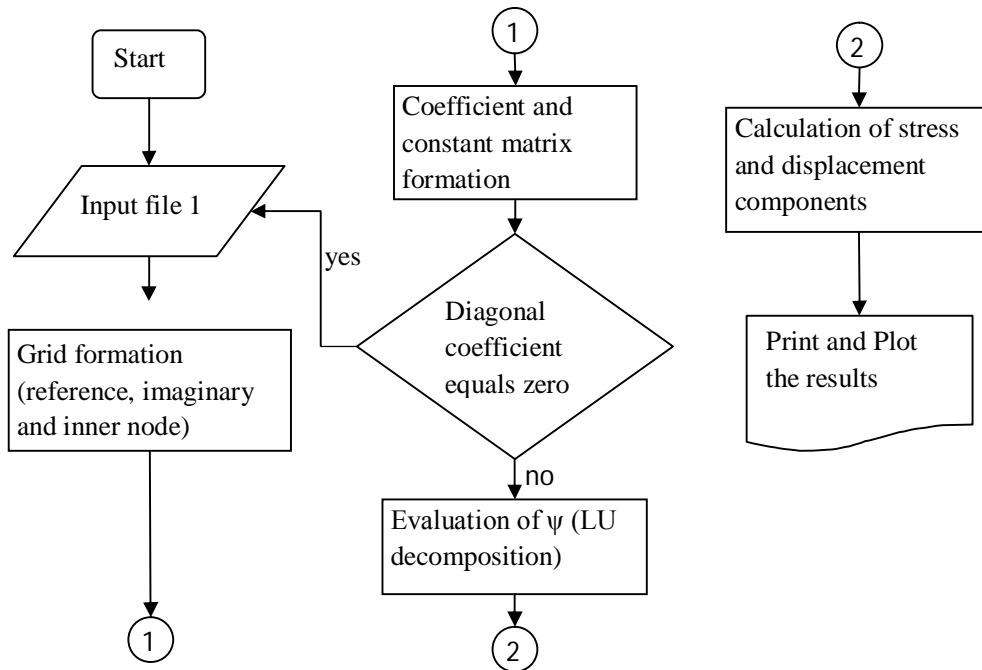 Start
Input file 1
Grid formation
(reference, imaginary
and inner node)
1
1
Coefficient and
constant matrix
formation
yes
Diagonal
coefficient
equals zero
no
Evaluation of ψ (LU
decomposition)
2
2
Calculation of stress
and displacement
components
Print and Plot
the results